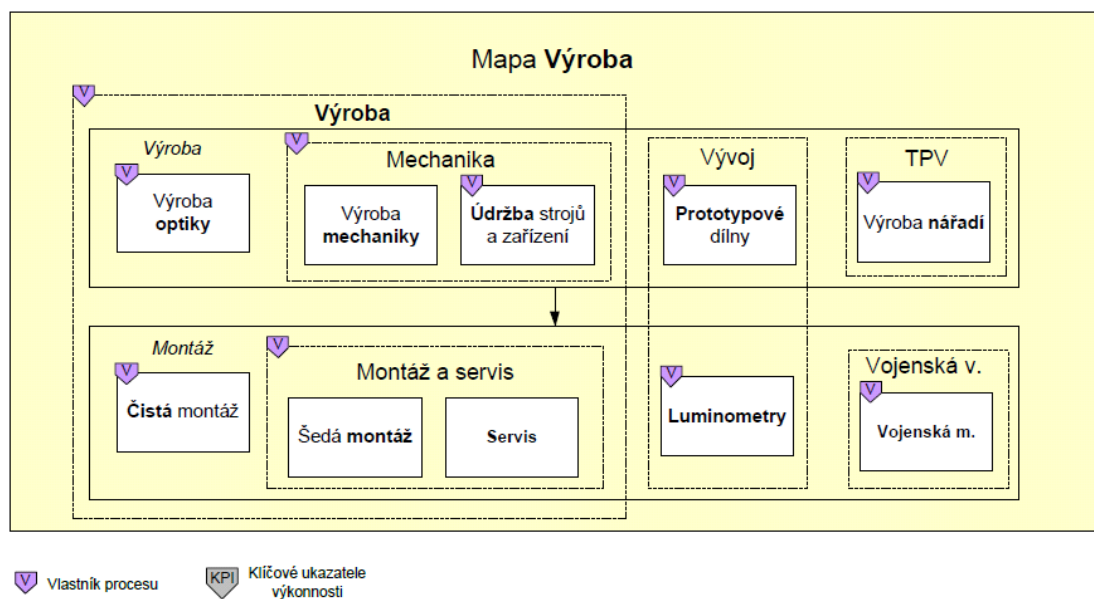 Mapa Výroba
V
Výroba
Výroba
V
Výroba
optiky
V
Mechanika
Výroba
mechaniky
V
Údržba strojů
a zařízení
Vývoj
V
Prototypové
dílny
TPV
V
Výroba nářadí
Montáž
V
Čistá montáž
V
Montáž a servis
Šedá montáž
Servis
V
Luminometry
Vojenská v.
V
Vojenská m.
V
Vlastník procesu
KPI
Klíčové ukazatele
výkonnosti